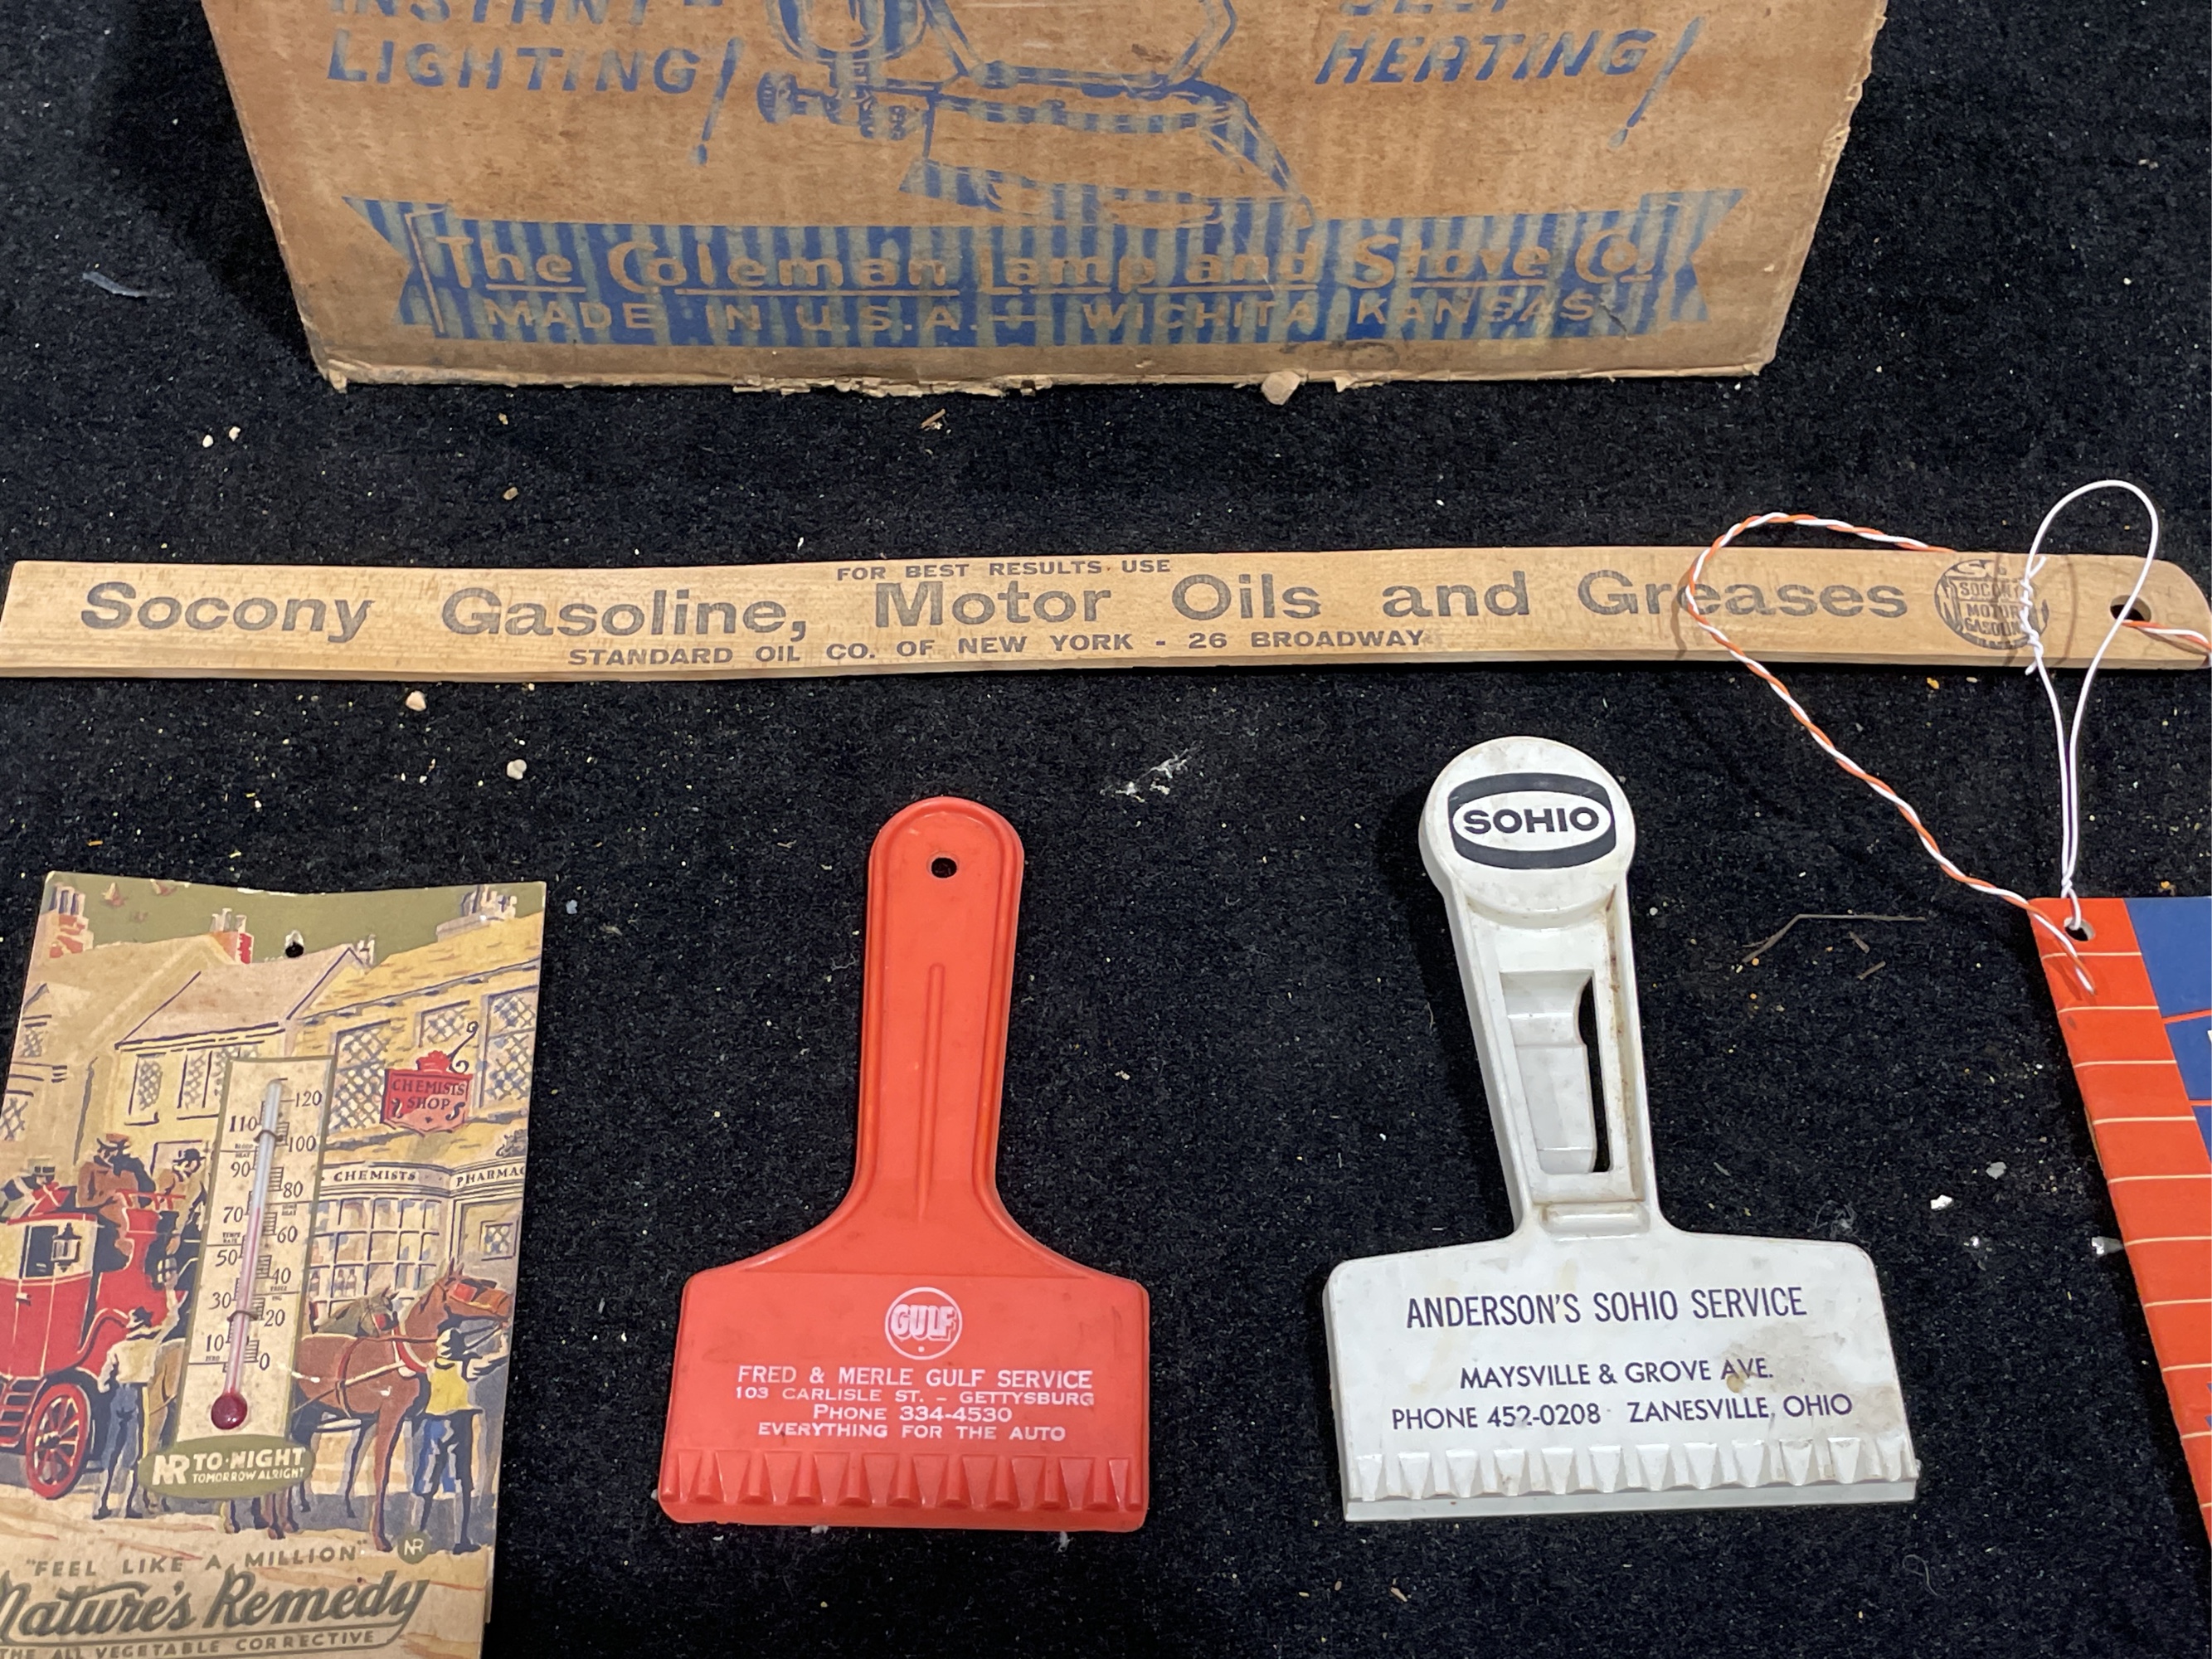 INSTANT-
LIGHTING!
SELF
HEATING!
The Coleman Lamp and Stove Co.
MADE IN U.S.A. — WICHITA KANSAS
FOR BEST RESULTS USE
Socony Gasoline, Motor Oils and Greases
STANDARD OIL CO. OF NEW YORK - 26 BROADWAY
SOCONY
MOTOR
GASOLINE
SOHIO
ANDERSON'S SOHIO SERVICE
MAYSVILLE & GROVE AVE.
PHONE 452-0208 ZANESVILLE, OHIO
GULF
FRED & MERLE GULF SERVICE
103 CARLISLE ST. - GETTYSBURG
PHONE 334-4530
EVERYTHING FOR THE AUTO
CHEMISTS
SHOP
CHEMISTS PHARMAC
120
110
100
90
80
70
60
50
40
30
20
10
0
NR TO-NIGHT
TOMORROW ALRIGHT
NR
"FEEL LIKE A MILLION"
Nature's Remedy
THE ALL VEGETABLE CORRECTIVE